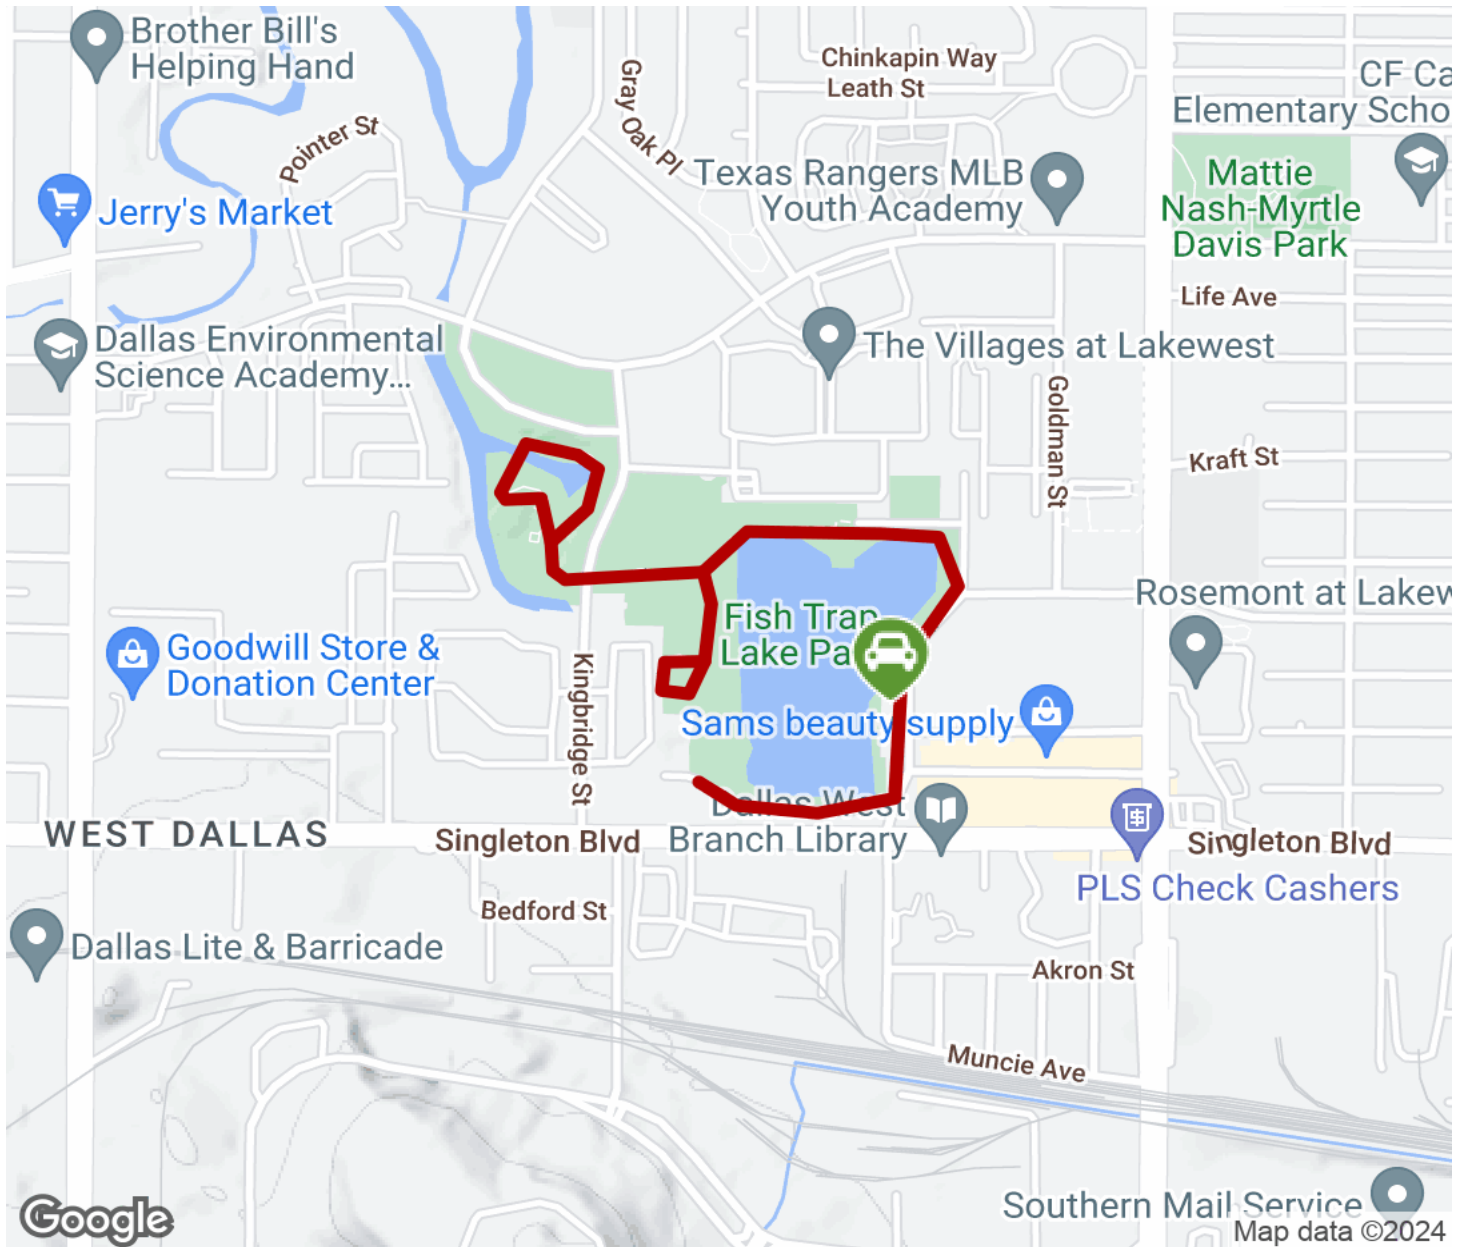 Brother Bill's
Helping Hand
Chinkapin Way
Leath St
Gray Oak Pl
CF Ca
Elementary Scho
Pointer St
Texas Rangers MLB
Youth Academy
Mattie
Nash-Myrtle
Davis Park
Jerry's Market
Life Ave
Dallas Environmental
Science Academy...
The Villages at Lakewest
Goldman St
Kraft St
Rosemont at Lakew
Fish Trap
Lake Pa
Goodwill Store &
Donation Center
Kingbridge St
Sams beauty supply
Dallas West
Branch Library
WEST DALLAS
Singleton Blvd
Singleton Blvd
PLS Check Cashers
Bedford St
Dallas Lite & Barricade
Akron St
Muncie Ave
Southern Mail Service
Google
Map data ©2024